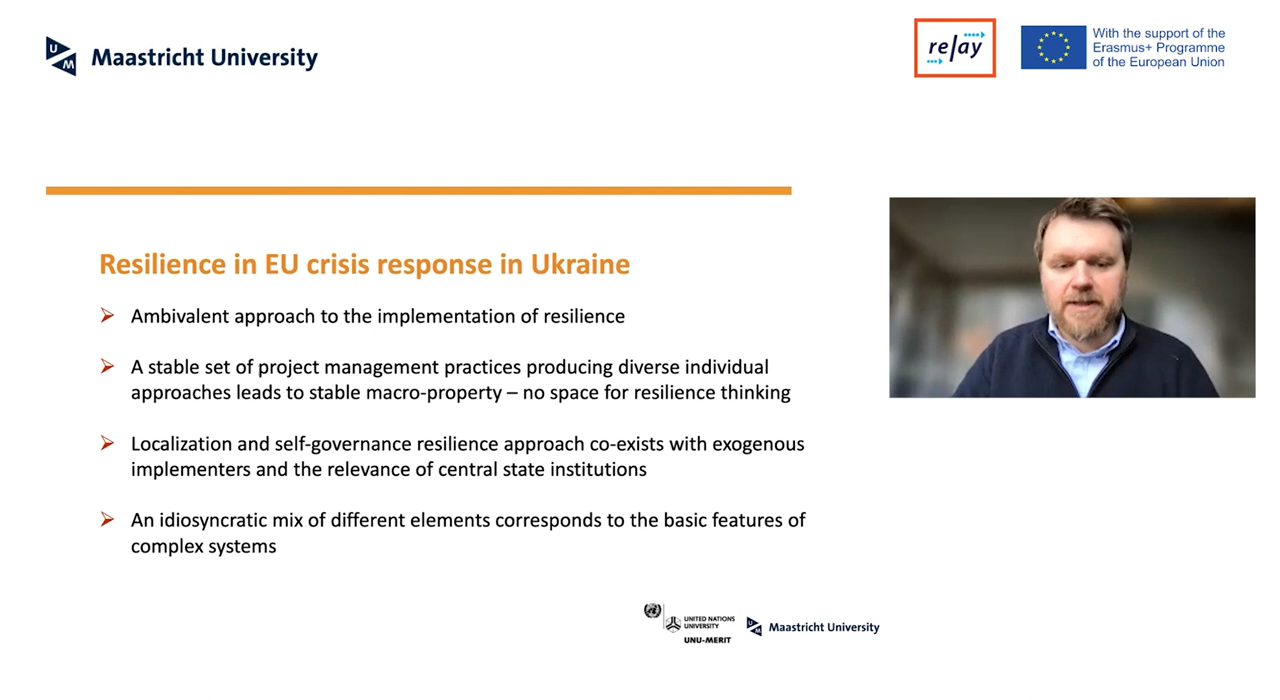 UM
Maastricht University
relay
With the support of the
Erasmus+ Programme
of the European Union
Resilience in EU crisis response in Ukraine
Ambivalent approach to the implementation of resilience
A stable set of project management practices producing diverse individual
approaches leads to stable macro-property – no space for resilience thinking
Localization and self-governance resilience approach co-exists with exogenous
implementers and the relevance of central state institutions
An idiosyncratic mix of different elements corresponds to the basic features of
complex systems
UNITED NATIONS
UNIVERSITY
UNU-MERIT
UM
Maastricht University